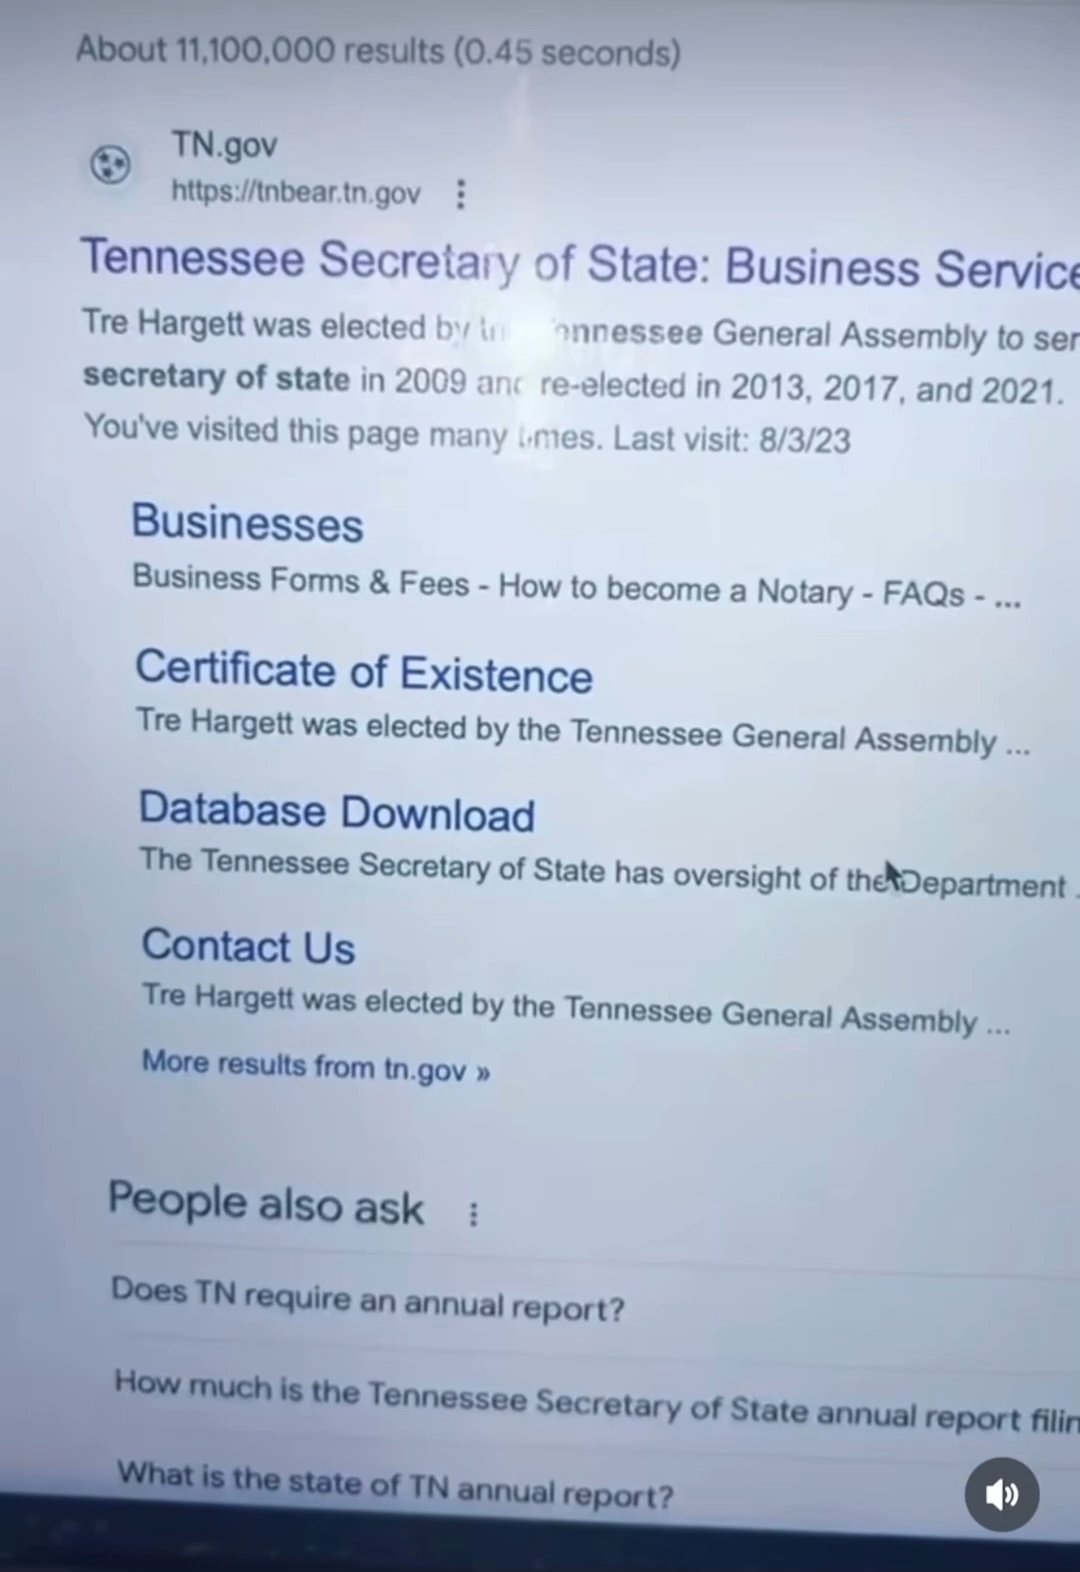 About 11,100,000 results (0.45 seconds)
TN.gov
https://tnbear.tn.gov
Tennessee Secretary of State: Business Service
Tre Hargett was elected by General Assembly to ser
secretary of state in 2009 re-elected in 2013, 2017, and 2021.
You've visited this page many times. Last visit: 8/3/23
Businesses
Business Forms & Fees - How to become a Notary - FAQs - ...
Certificate of Existence
Tre Hargett was elected by the Tennessee General Assembly ...
Database Download
The Tennessee Secretary of State has oversight of the Department .
Contact Us
Tre Hargett was elected by the Tennessee General Assembly ...
More results from tn.gov »
People also ask
Does TN require an annual report?
How much is the Tennessee Secretary of State annual report filin
What is the state of TN annual report?